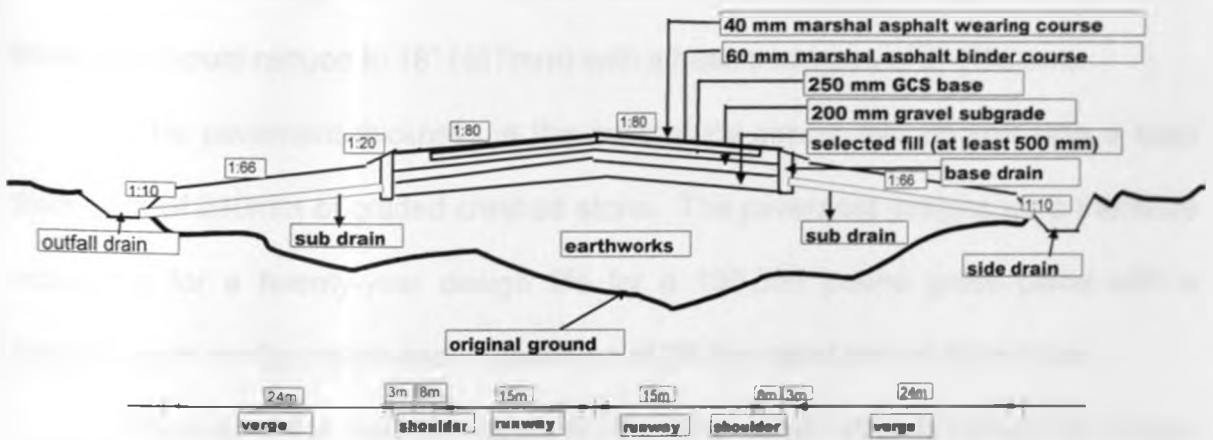 40 mm marshal asphalt wearing course
60 mm marshal asphalt binder course
250 mm GCS base
200 mm gravel subgrade
selected fill (at least 500 mm)
base drain
1:80
1:80
1:20
1:66
1:10
1:66
11:10
outfall drain
sub drain
earthworks
sub drain
side drain
original ground
24m
3m
8m
15m
15m
8m
3m
24m
verge
shoulder
runway
runway
shoulder
verge